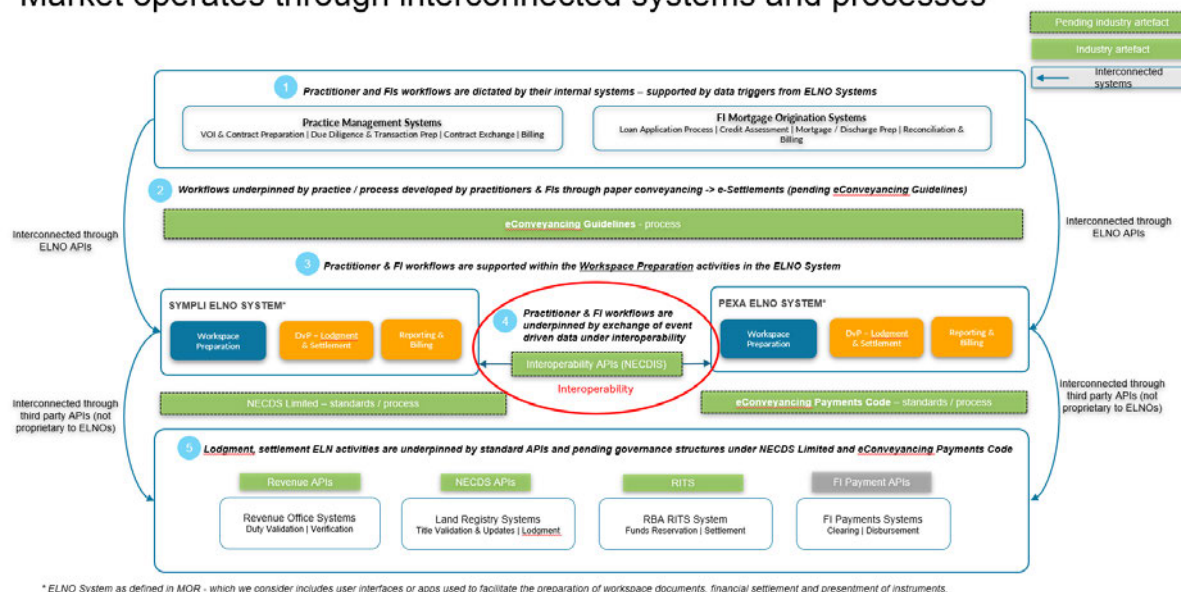 Market operates through interconnected systems and processes
Pending industry artefact
Industry artefact
Interconnected
systems
1
Practitioner and FIs workflows are dictated by their internal systems – supported by data triggers from ELNO Systems
Practice Management Systems
VOI & Contract Preparation | Due Diligence & Transaction Prep | Contract Exchange | Billing
FI Mortgage Origination Systems
Loan Application Process | Credit Assessment | Mortgage / Discharge Prep | Reconciliation &
Billing
2
Workflows underpinned by practice / process developed by practitioners & FIs through paper conveyancing -> e-Settlements (pending eConveyancing Guidelines)
eConveyancing Guidelines - process
Interconnected through
ELNO APIs
Interconnected through
ELNO APIs
3
Practitioner & FI workflows are supported within the Workspace Preparation activities in the ELNO System
SYMPLI ELNO SYSTEM*
Workspace
Preparation
DvP – Lodgment
& Settlement
Reporting &
Billing
4
Practitioner & FI workflows are
underpinned by exchange of event
driven data under interoperability
Interoperability APIs (NECDIS)
Interoperability
PEXA ELNO SYSTEM*
Workspace
Preparation
DvP – Lodgment
& Settlement
Reporting &
Billing
Interconnected through
third party APIs (not
proprietary to ELNOs)
NECDS Limited – standards / process
eConveyancing Payments Code – standards / process
Interconnected through
third party APIs (not
proprietary to ELNOs)
5
Lodgment, settlement ELN activities are underpinned by standard APIs and pending governance structures under NECDS Limited and eConveyancing Payments Code
Revenue APIs
NECDS APIs
RITS
FI Payment APIs
Revenue Office Systems
Duty Validation | Verification
Land Registry Systems
Title Validation & Updates | Lodgment
RBA RITS System
Funds Reservation | Settlement
FI Payments Systems
Clearing | Disbursement
* ELNO System as defined in MOR - which we consider includes user interfaces or apps used to facilitate the preparation of workspace documents, financial settlement and presentment of instruments.